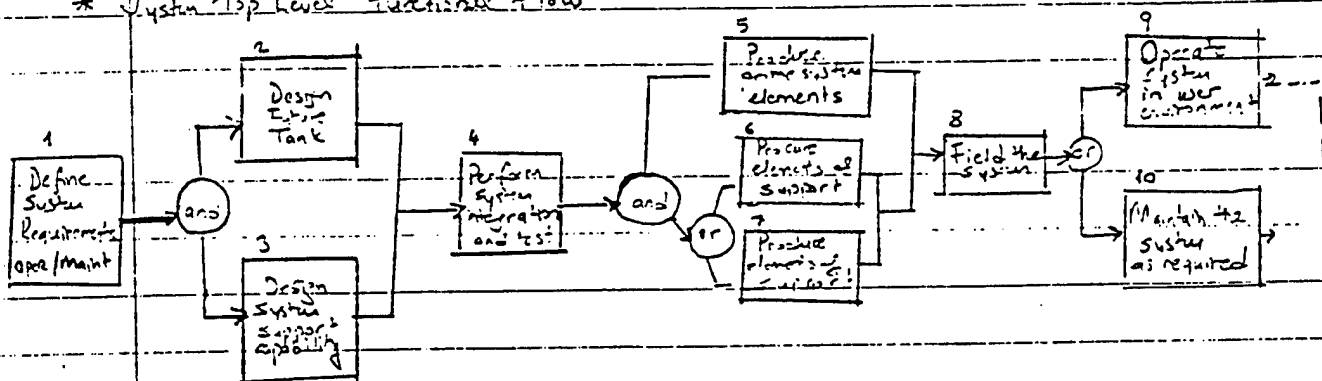 * System Top Level Functional Flow
1
Define
System
Requirements
oper/Maint
and
2
Design
Tank
3
Design
System
support
capability
4
Perform
System
integration
and test
and
or
5
Produce
system
elements
6
Procure
elements of
support
7
Produce
elements of
support
8
Field the
system
or
9
Operate
system
in user
environment
10
Maintain the
system
as required